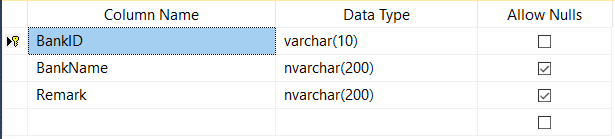 Column Name Data Type Allow Nulls
BankID varchar(10)
BankName nvarchar(200)
Remark nvarchar(200)